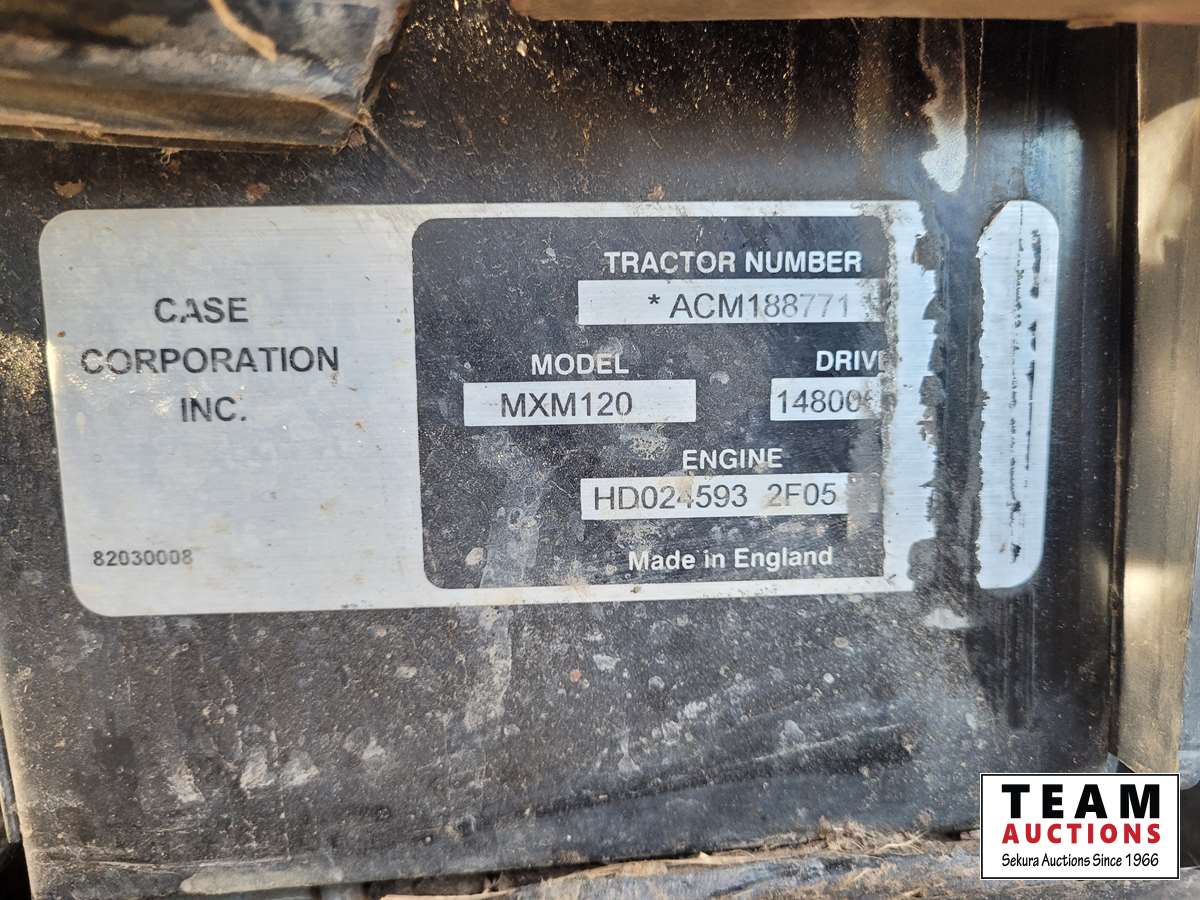 CASE
CORPORATION
INC.
82030008
TRACTOR NUMBER
* ACM188771
MODEL
MXM120
DRIVE
14800
ENGINE
HD024593 2F05
Made in England
TEAM
AUCTIONS
Sekura Auctions Since 1966